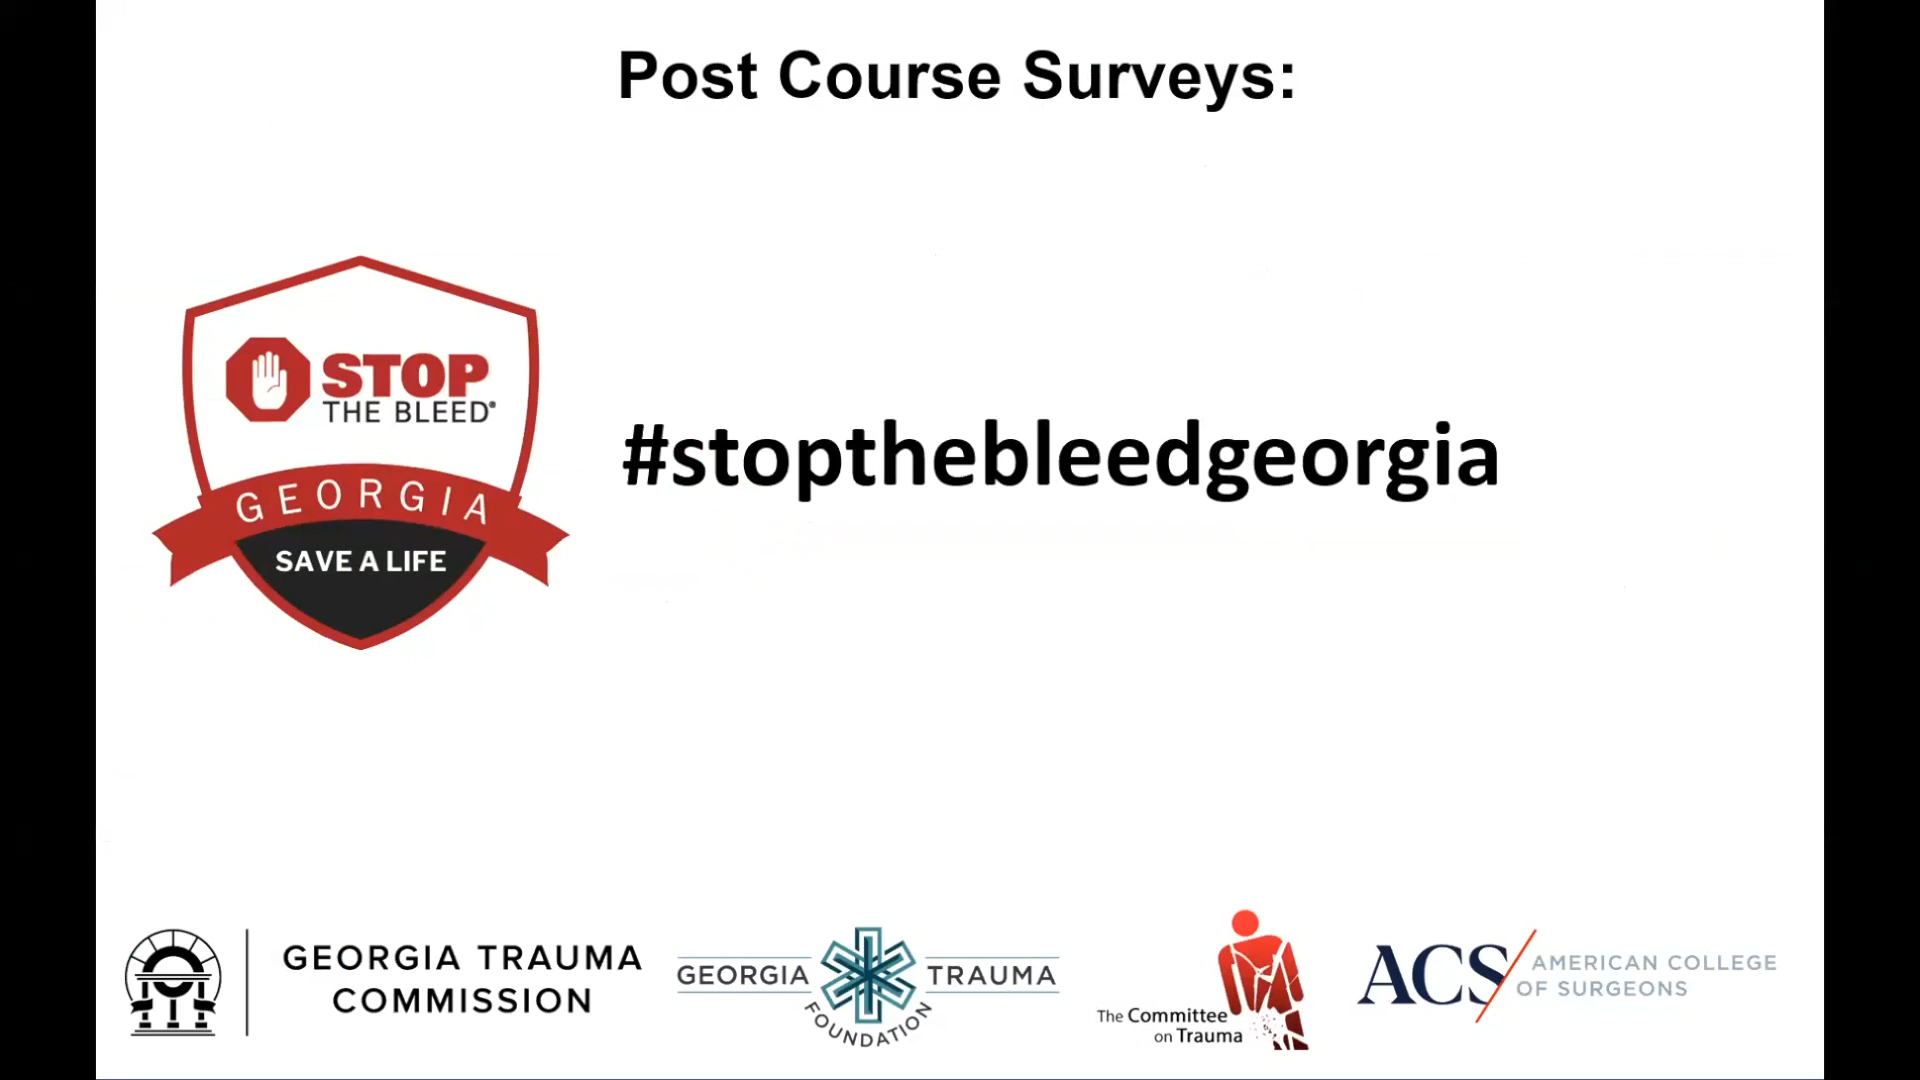 Post Course Surveys:
STOP
THE BLEED®
GEORGIA
SAVE A LIFE
#stopthebleedgeorgia
GEORGIA TRAUMA
COMMISSION
GEORGIA TRAUMA
FOUNDATION
The Committee
on Trauma
ACS
AMERICAN COLLEGE
OF SURGEONS